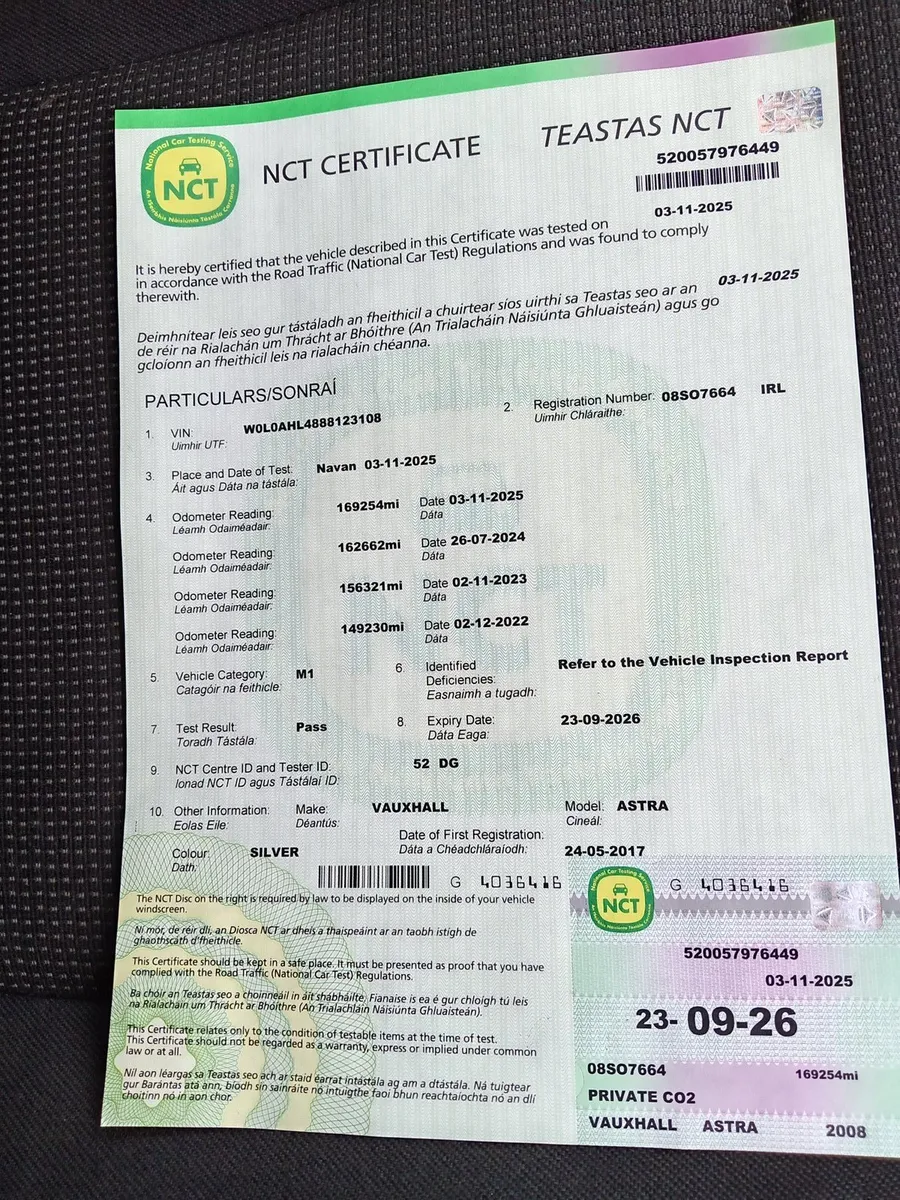 National Car Testing Service
NCT
An tSeirbhís Náisiúnta Tástála Carranna
NCT CERTIFICATE
TEASTAS NCT
520057976449
03-11-2025
It is hereby certified that the vehicle described in this Certificate was tested on
in accordance with the Road Traffic (National Car Test) Regulations and was found to comply
therewith.
03-11-2025
Deimhnítear leis seo gur tástáladh an fheithicil a chuirtear síos uirthi sa Teastas seo ar an
de réir na Rialachán um Thrácht ar Bhóithre (An Trialacháin Náisiúnta Ghluaisteán) agus go
gcloíonn an fheithicil leis na rialacháin chéanna.
PARTICULARS/SONRAÍ
1. VIN: W0L0AHL4888123108
Uimhir UTF:
2. Registration Number: 08SO7664 IRL
Uimhir Chláraithe:
3. Place and Date of Test: Navan 03-11-2025
Áit agus Dáta na tástála:
4. Odometer Reading: 169254mi Date 03-11-2025
Léamh Odaiméadair: Dáta
Odometer Reading: 162662mi Date 26-07-2024
Léamh Odaiméadair: Dáta
Odometer Reading: 156321mi Date 02-11-2023
Léamh Odaiméadair: Dáta
Odometer Reading: 149230mi Date 02-12-2022
Léamh Odaiméadair: Dáta
5. Vehicle Category: M1
Catagóir na feithicle:
6. Identified Refer to the Vehicle Inspection Report
Deficiencies:
Easnaimh a tugadh:
7. Test Result: Pass
Toradh Tástála:
8. Expiry Date: 23-09-2026
Dáta Eaga:
9. NCT Centre ID and Tester ID: 52 DG
Ionad NCT ID agus Tástálaí ID:
10. Other Information: Make: VAUXHALL Model: ASTRA
Eolas Eile: Déantús: Cineál:
Date of First Registration:
Colour: SILVER Dáta a Chéadchláraíodh: 24-05-2017
Dath:
G 4036416
The NCT Disc on the right is required by law to be displayed on the inside of your vehicle
windscreen.
Ní mór, de réir dlí, an Diosca NCT ar dheis a thaispeáint ar an taobh istigh de
ghaothscáth d'fheithicle.
This Certificate should be kept in a safe place. It must be presented as proof that you have
complied with the Road Traffic (National Car Test) Regulations.
Ba chóir an Teastas seo a choinneáil in áit shábháilte, Fianaise is ea é gur chloígh tú leis
na Rialacháin um Thrácht ar Bhóithre (An Trialacháin Náisiúnta Ghluaisteán).
This Certificate relates only to the condition of testable items at the time of test.
This Certificate should not be regarded as a warranty, express or implied under common
law or at all.
Níl aon léargas sa Teastas seo ach ar staid earraí intástála ag am a dtástála. Ná tuigtear
gur Barántas atá ann, bíodh sin sainráite nó intuigthe faoi bhun reachtaíochta nó an dlí
choitinn nó in aon chor.
National Car Testing Service
NCT
G 4036416
520057976449
03-11-2025
23- 09-26
08SO7664 169254mi
PRIVATE CO2
VAUXHALL ASTRA 2008